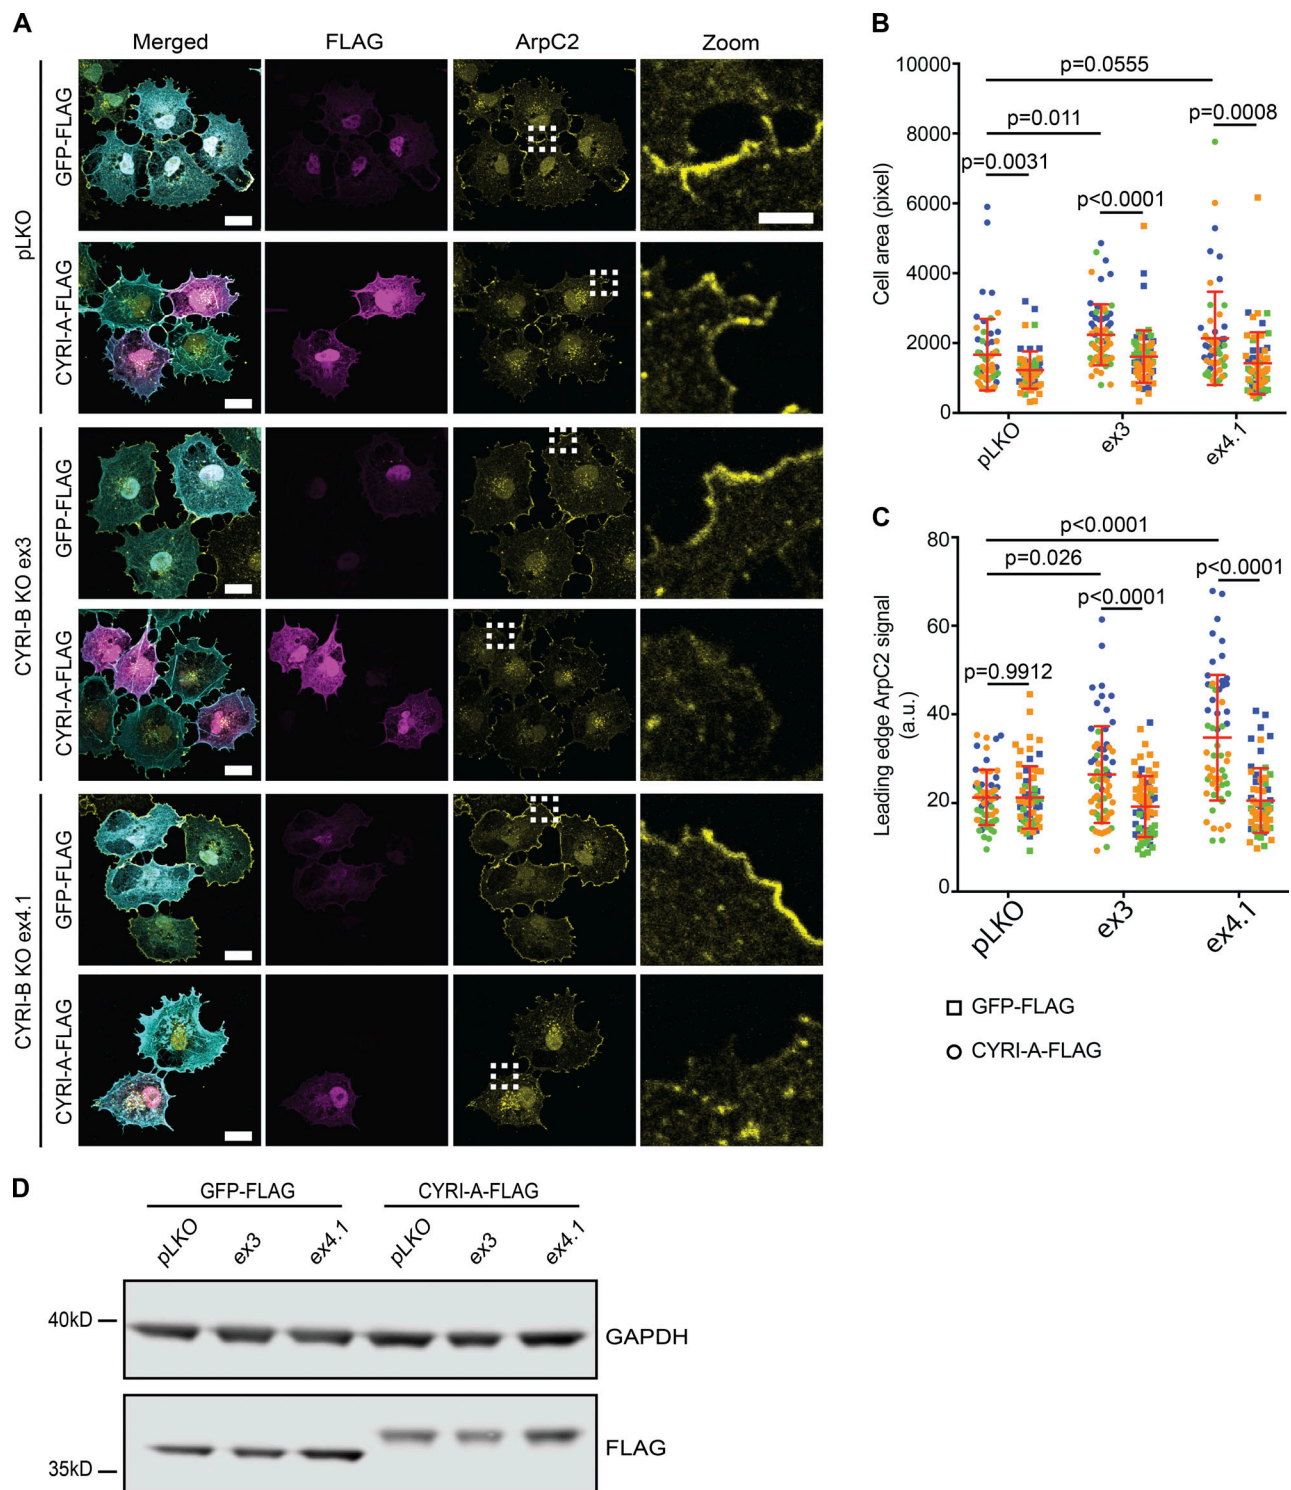 A
Merged FLAG ArpC2 Zoom
pLKO
GFP-FLAG
CYRI-A-FLAG
CYRI-B KO ex3
GFP-FLAG
CYRI-A-FLAG
CYRI-B KO ex4.1
GFP-FLAG
CYRI-A-FLAG
B
Cell area (pixel)
10000
8000
6000
4000
2000
0
p=0.0555
p=0.011
p=0.0008
p=0.0031
p<0.0001
pLKO ex3 ex4.1
C
Leading edge ArpC2 signal
(a.u.)
80
60
40
20
0
p<0.0001
p=0.026
p<0.0001
p<0.0001
p=0.9912
pLKO ex3 ex4.1
GFP-FLAG
CYRI-A-FLAG
D
GFP-FLAG CYRI-A-FLAG
pLKO ex3 ex4.1 pLKO ex3 ex4.1
40kD
GAPDH
FLAG
35kD